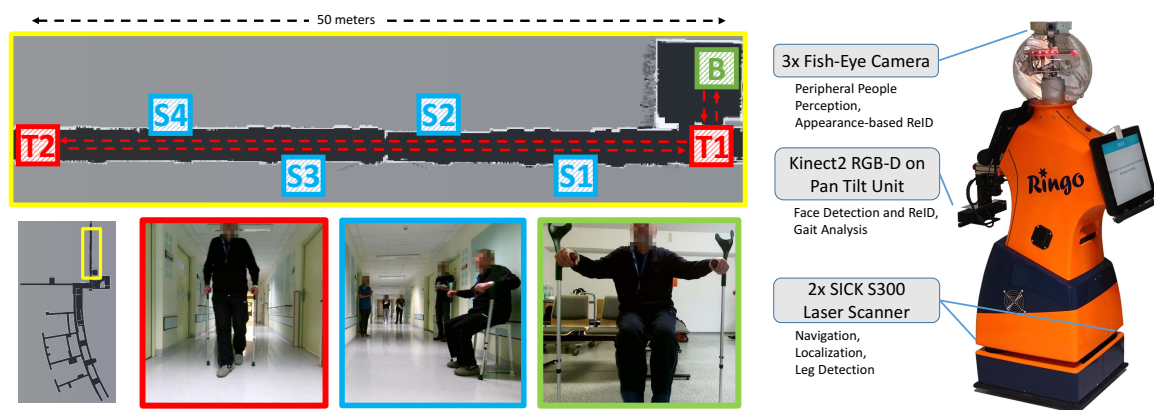 50 meters
B
S4
S2
T2
T1
S3
S1
3x Fish-Eye Camera
Peripheral People
Perception,
Appearance-based ReID
Kinect2 RGB-D on
Pan Tilt Unit
Face Detection and ReID,
Gait Analysis
2x SICK S300
Laser Scanner
Navigation,
Localization,
Leg Detection
Ringo